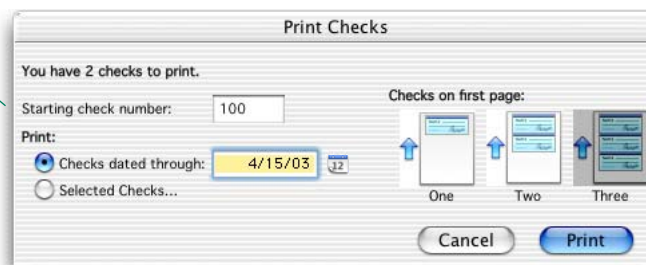 Print Checks
You have 2 checks to print.
Starting check number: 100
Print:
Checks dated through: 4/15/03 12
Selected Checks...
Checks on first page:
One Two Three
Cancel Print